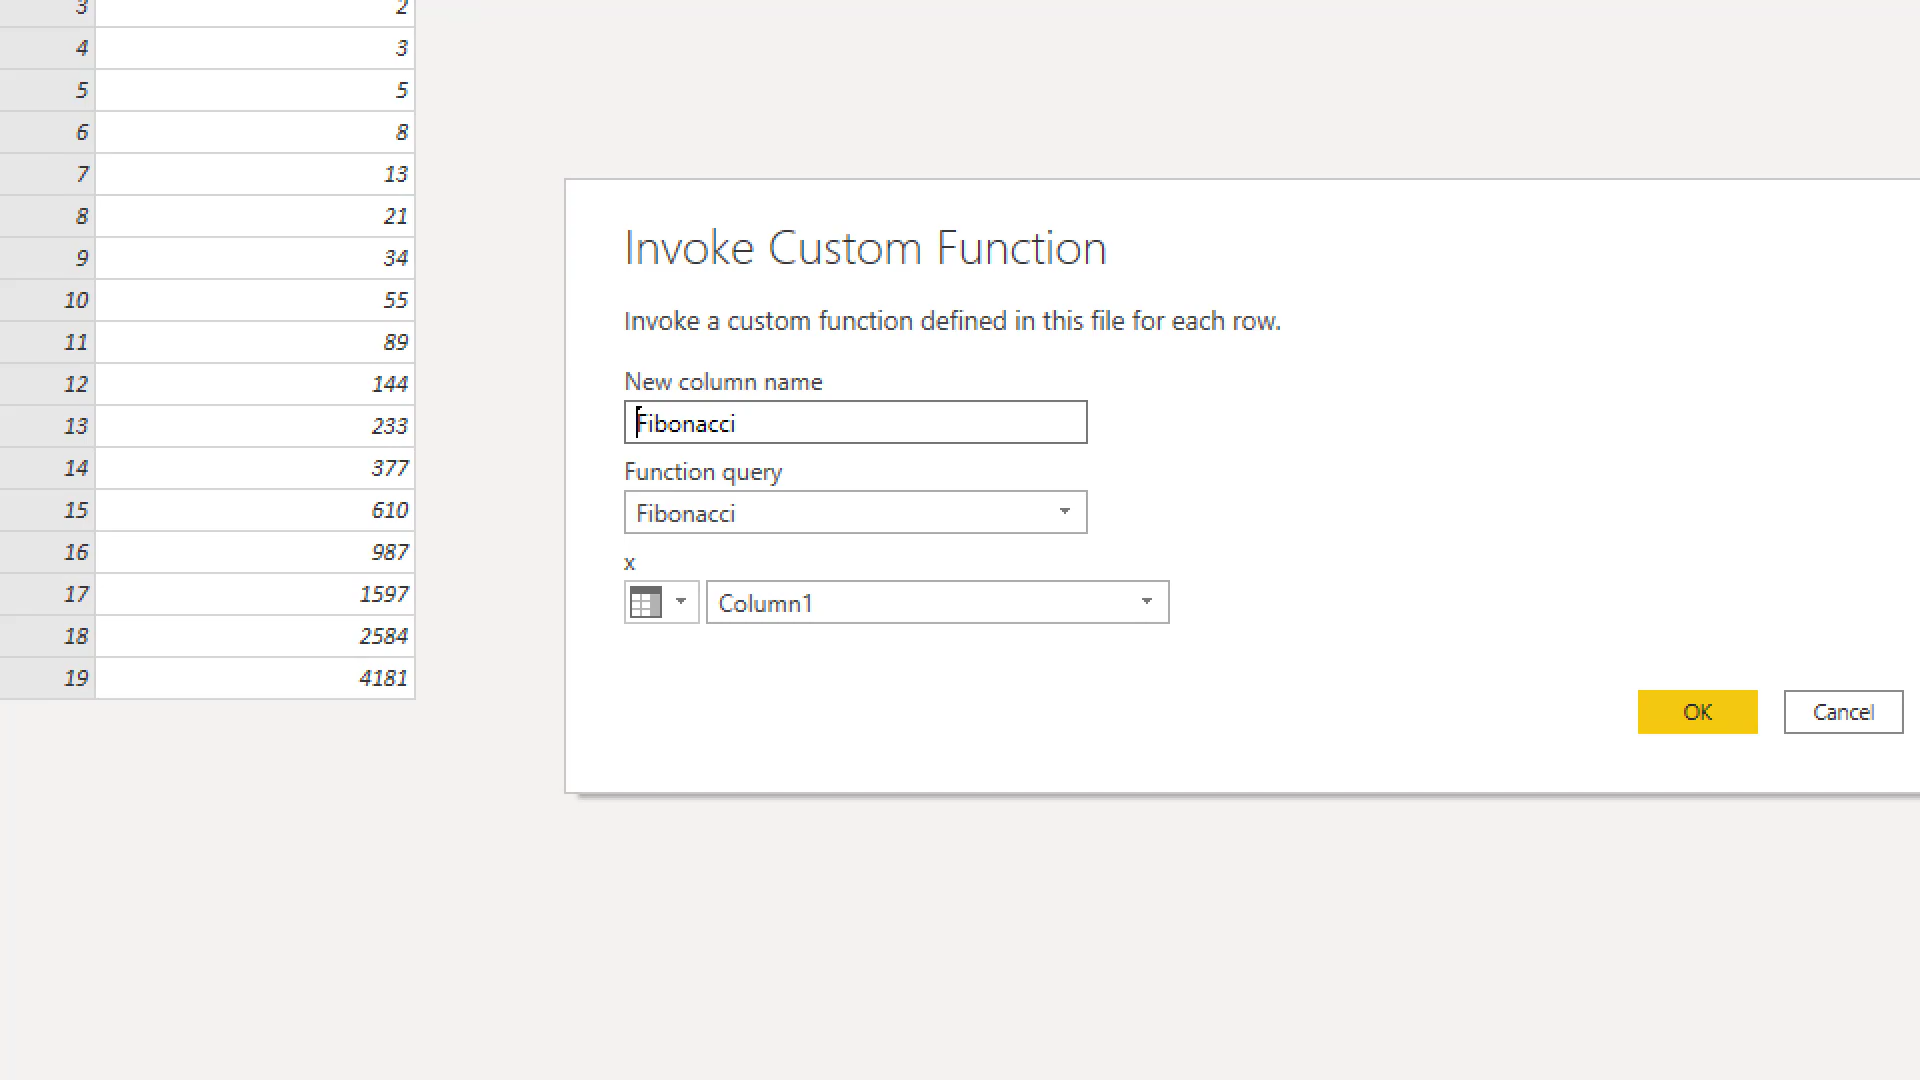 3 2
4 3
5 5
6 8
7 13
8 21
9 34
10 55
11 89
12 144
13 233
14 377
15 610
16 987
17 1597
18 2584
19 4181
Invoke Custom Function
Invoke a custom function defined in this file for each row.
New column name
Fibonacci
Function query
Fibonacci
x
Column1
OK Cancel